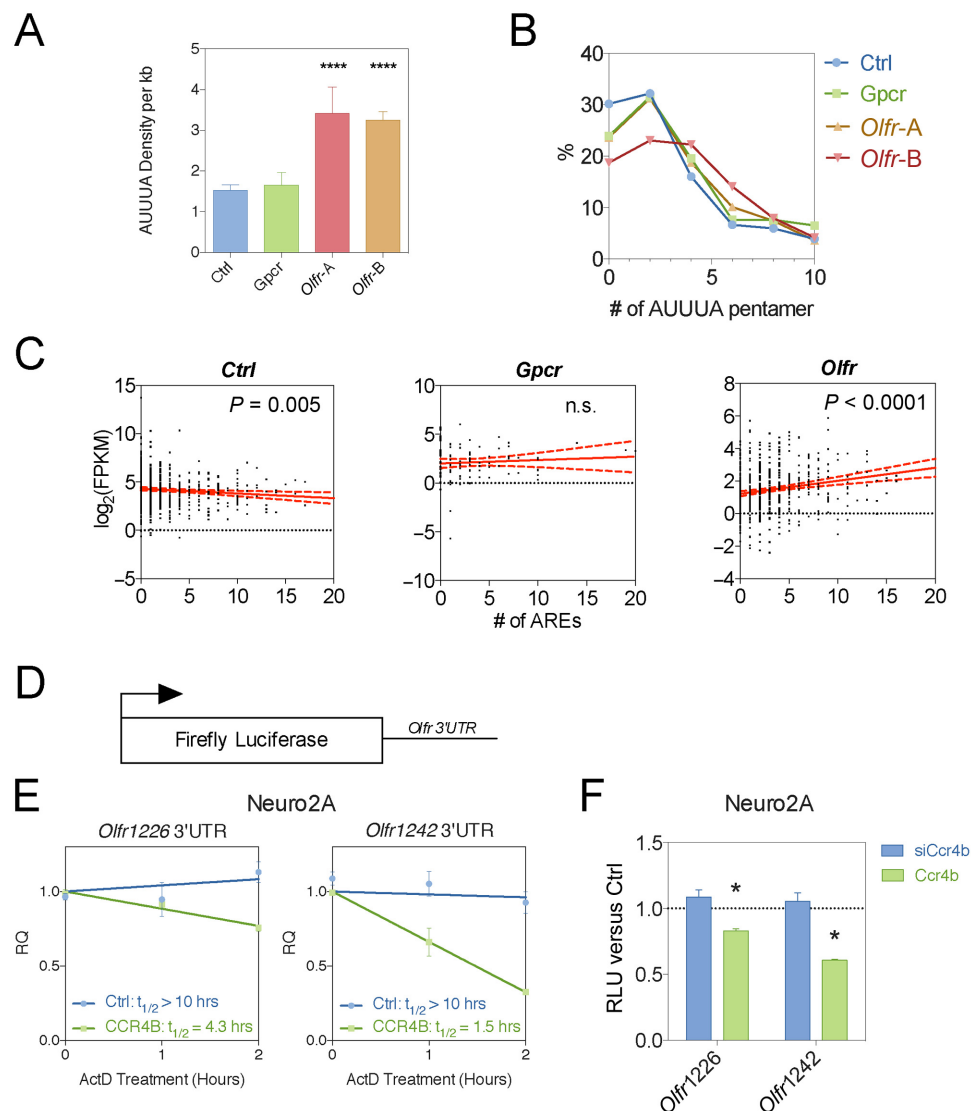 A
AUUUA Density per kb
5
4
3
2
1
0
**** ****
Ctrl
Gpcr
Olfr-A
Olfr-B
B
%
40
30
20
10
0
0 5 10
# of AUUUA pentamer
Ctrl
Gpcr
Olfr-A
Olfr-B
C
Ctrl
P = 0.005
log2(FPKM)
15
10
5
0
−5
0 5 10 15 20
Gpcr
n.s.
10
5
0
−5
−10
0 5 10 15 20
# of AREs
Olfr
P < 0.0001
8
6
4
2
0
−2
−4
0 5 10 15 20
D
Firefly Luciferase
Olfr 3'UTR
E
Neuro2A
Olfr1226 3'UTR
RQ
1.0
0.5
0.0
Ctrl: t1/2 > 10 hrs
CCR4B: t1/2 = 4.3 hrs
0 1 2
ActD Treatment (Hours)
Olfr1242 3'UTR
RQ
1.0
0.5
0.0
Ctrl: t1/2 > 10 hrs
CCR4B: t1/2 = 1.5 hrs
0 1 2
ActD Treatment (Hours)
F
Neuro2A
RLU versus Ctrl
1.5
1.0
0.5
0.0
*
*
Olfr1226
Olfr1242
siCcr4b
Ccr4b